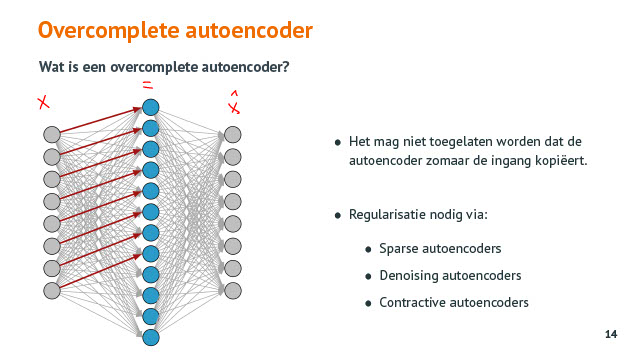 Overcomplete autoencoder
Wat is een overcomplete autoencoder?
x
=
x̂
● Het mag niet toegelaten worden dat de
autoencoder zomaar de ingang kopiëert.
● Regularisatie nodig via:
● Sparse autoencoders
● Denoising autoencoders
● Contractive autoencoders
14